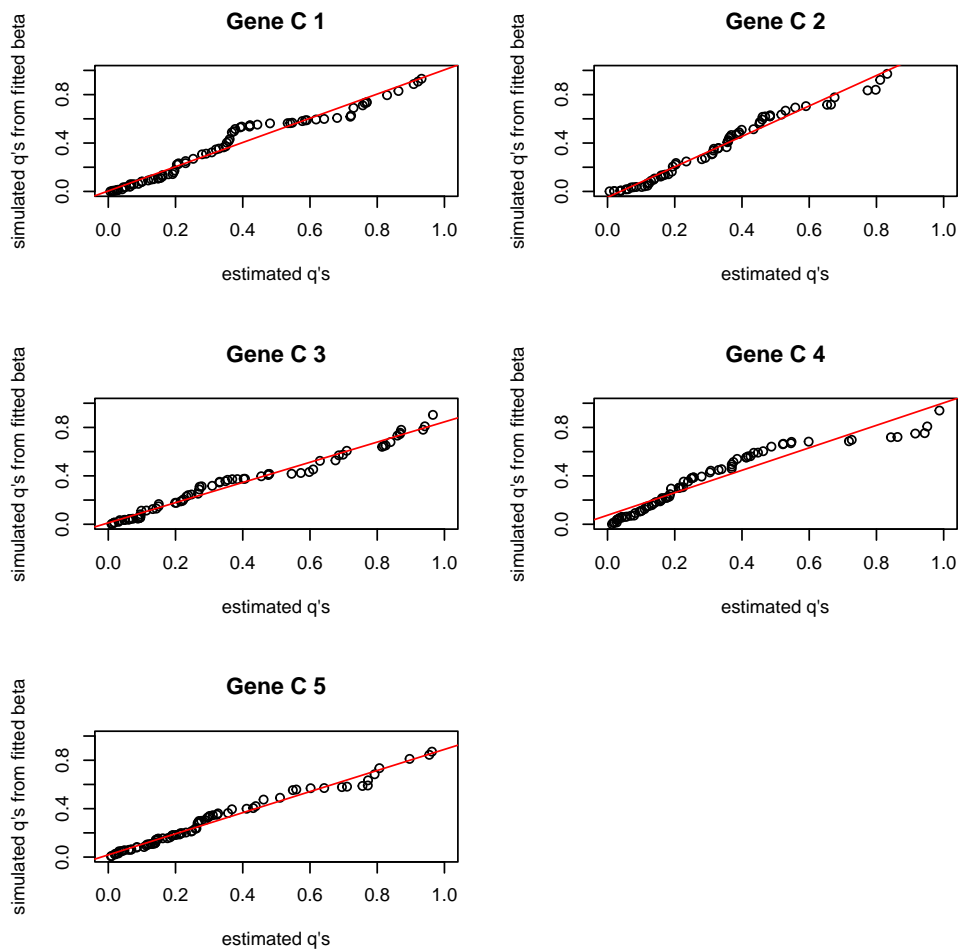 Gene C 1
simulated q's from fitted beta
0.0 0.4 0.8
0.0 0.2 0.4 0.6 0.8 1.0
estimated q's
Gene C 2
simulated q's from fitted beta
0.0 0.4 0.8
0.0 0.2 0.4 0.6 0.8 1.0
estimated q's
Gene C 3
simulated q's from fitted beta
0.0 0.4 0.8
0.0 0.2 0.4 0.6 0.8 1.0
estimated q's
Gene C 4
simulated q's from fitted beta
0.0 0.4 0.8
0.0 0.2 0.4 0.6 0.8 1.0
estimated q's
Gene C 5
simulated q's from fitted beta
0.0 0.4 0.8
0.0 0.2 0.4 0.6 0.8 1.0
estimated q's